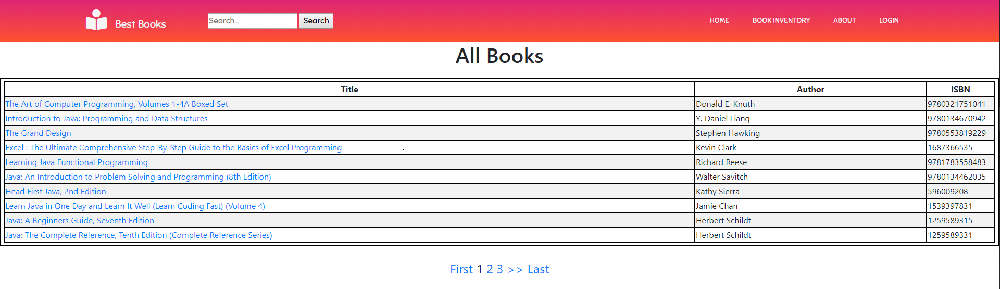 Best Books Search... Search HOME BOOK INVENTORY ABOUT LOGIN
All Books
Title Author ISBN
The Art of Computer Programming, Volumes 1-4A Boxed Set Donald E. Knuth 9780321751041
Introduction to Java: Programming and Data Structures Y. Daniel Liang 9780134670942
The Grand Design Stephen Hawking 9780553819229
Excel : The Ultimate Comprehensive Step-By-Step Guide to the Basics of Excel Programming . Kevin Clark 1687366535
Learning Java Functional Programming Richard Reese 9781783558483
Java: An Introduction to Problem Solving and Programming (8th Edition) Walter Savitch 9780134462035
Head First Java, 2nd Edition Kathy Sierra 596009208
Learn Java in One Day and Learn It Well (Learn Coding Fast) (Volume 4) Jamie Chan 1539397831
Java: A Beginners Guide, Seventh Edition Herbert Schildt 1259589315
Java: The Complete Reference, Tenth Edition (Complete Reference Series) Herbert Schildt 1259589331
First 1 2 3 >> Last